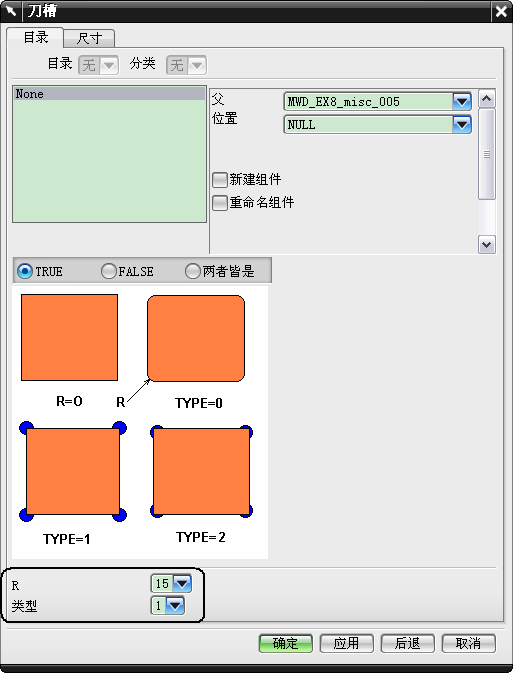 刀槽
目录 尺寸
目录 无 分类 无
None
父 MWD_EX8_misc_005
位置 NULL
新建组件
重命名组件
TRUE FALSE 两者皆是
R=O R TYPE=0
TYPE=1 TYPE=2
R 15
类型 1
确定 应用 后退 取消